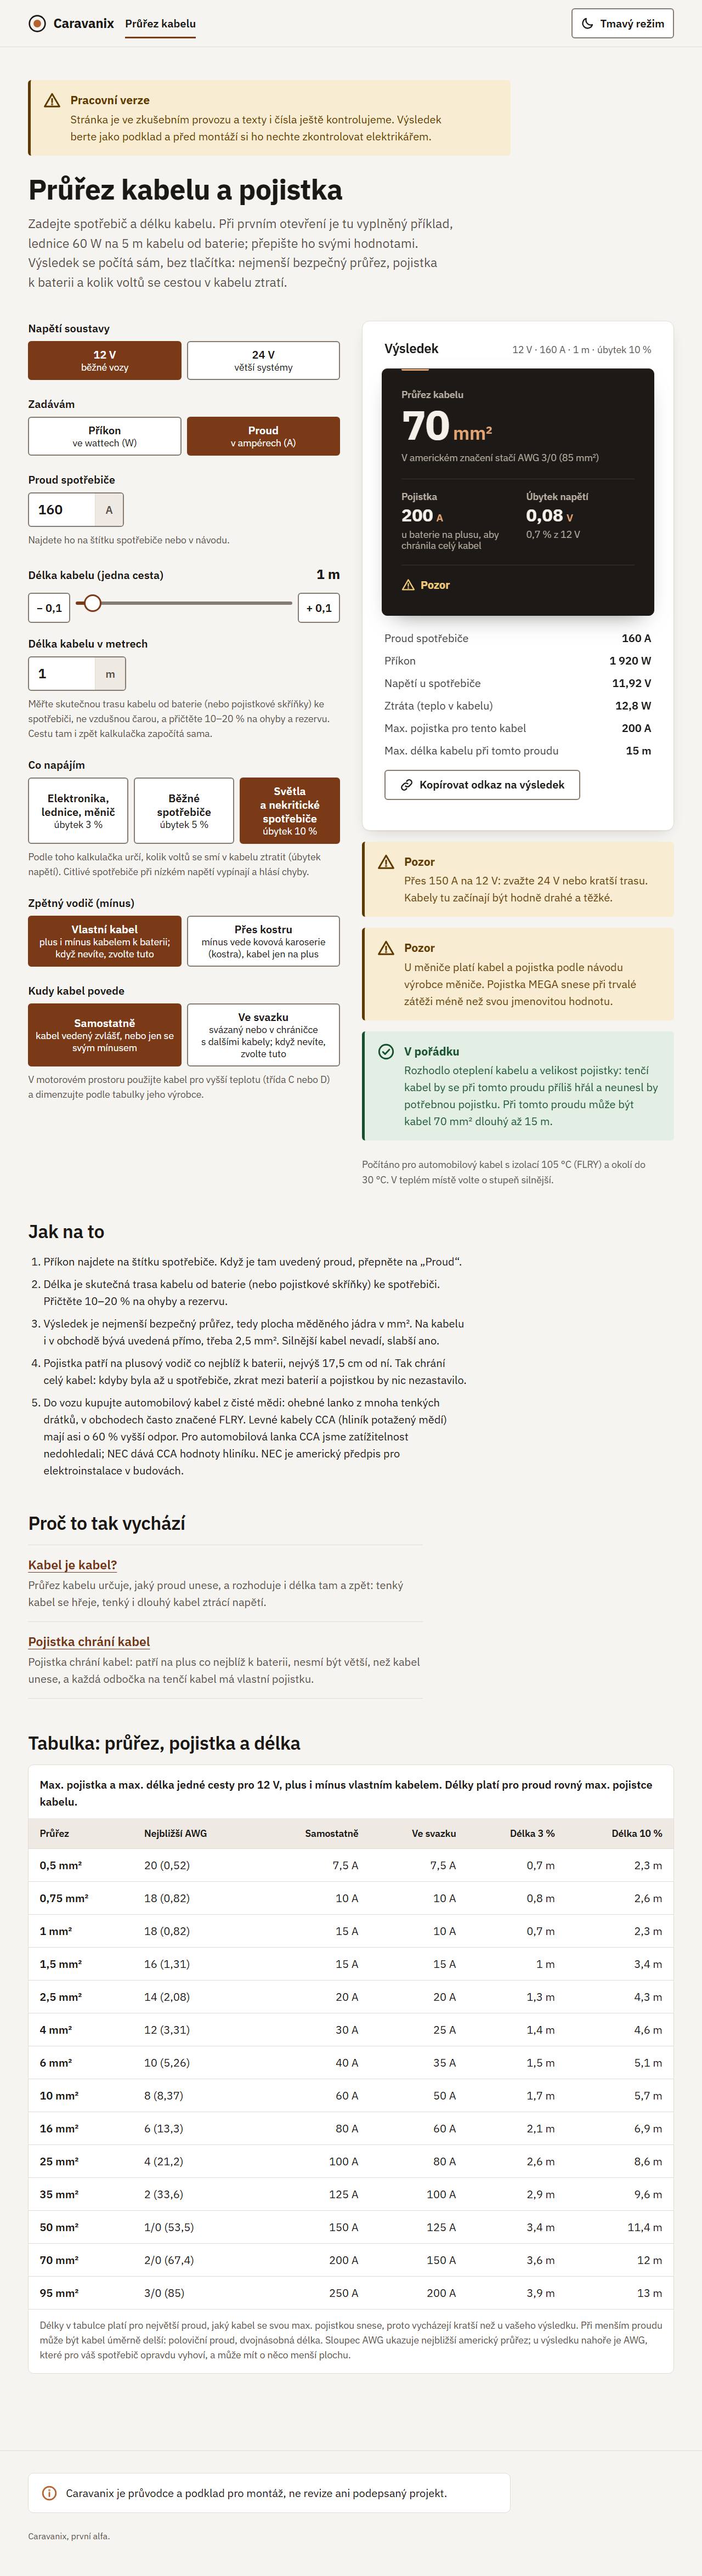 Caravanix
Průřez kabelu
Tmavý režim
Pracovní verze
Stránka je ve zkušebním provozu a texty i čísla ještě kontrolujeme. Výsledek
berte jako podklad a před montáží si ho nechte zkontrolovat elektrikářem.
Průřez kabelu a pojistka
Zadejte spotřebič a délku kabelu. Při prvním otevření je tu vyplněný příklad,
lednice 60 W na 5 m kabelu od baterie; přepište ho svými hodnotami.
Výsledek se počítá sám, bez tlačítka: nejmenší bezpečný průřez, pojistka
k baterii a kolik voltů se cestou v kabelu ztratí.
Napětí soustavy
12 V
běžné vozy
24 V
větší systémy
Zadávám
Příkon
ve wattech (W)
Proud
v ampérech (A)
Proud spotřebiče
160 A
Najdete ho na štítku spotřebiče nebo v návodu.
Délka kabelu (jedna cesta) 1 m
− 0,1
+ 0,1
Délka kabelu v metrech
1 m
Měřte skutečnou trasu kabelu od baterie (nebo pojistkové skříňky) ke
spotřebiči, ne vzdušnou čarou, a přičtěte 10–20 % na ohyby a rezervu.
Cestu tam i zpět kalkulačka započítá sama.
Co napájím
Elektronika,
lednice, měnič
úbytek 3 %
Běžné
spotřebiče
úbytek 5 %
Světla
a nekritické
spotřebiče
úbytek 10 %
Podle toho kalkulačka určí, kolik voltů se smí v kabelu ztratit (úbytek
napětí). Citlivé spotřebiče při nízkém napětí vypínají a hlásí chyby.
Zpětný vodič (mínus)
Vlastní kabel
plus i mínus kabelem k baterii;
když nevíte, zvolte tuto
Přes kostru
mínus vede kovová karoserie
(kostra), kabel jen na plus
Kudy kabel povede
Samostatně
kabel vedený zvlášť, nebo jen se
svým mínusem
Ve svazku
svázaný nebo v chráničce
s dalšími kabely; když nevíte,
zvolte tuto
V motorovém prostoru použijte kabel pro vyšší teplotu (třída C nebo D)
a dimenzujte podle tabulky jeho výrobce.
Výsledek
12 V · 160 A · 1 m · úbytek 10 %
Průřez kabelu
70 mm²
V americkém značení stačí AWG 3/0 (85 mm²)
Pojistka
200 A
u baterie na plusu, aby
chránila celý kabel
Úbytek napětí
0,08 V
0,7 % z 12 V
Pozor
Proud spotřebiče 160 A
Příkon 1 920 W
Napětí u spotřebiče 11,92 V
Ztráta (teplo v kabelu) 12,8 W
Max. pojistka pro tento kabel 200 A
Max. délka kabelu při tomto proudu 15 m
Kopírovat odkaz na výsledek
Pozor
Přes 150 A na 12 V: zvažte 24 V nebo kratší trasu.
Kabely tu začínají být hodně drahé a těžké.
Pozor
U měniče platí kabel a pojistka podle návodu
výrobce měniče. Pojistka MEGA snese při trvalé
zátěži méně než svou jmenovitou hodnotu.
V pořádku
Rozhodlo oteplení kabelu a velikost pojistky: tenčí
kabel by se při tomto proudu příliš hřál a neunesl by
potřebnou pojistku. Při tomto proudu může být
kabel 70 mm² dlouhý až 15 m.
Počítáno pro automobilový kabel s izolací 105 °C (FLRY) a okolí do
30 °C. V teplém místě volte o stupeň silnější.
Jak na to
1. Příkon najdete na štítku spotřebiče. Když je tam uvedený proud, přepněte na „Proud“.
2. Délka je skutečná trasa kabelu od baterie (nebo pojistkové skříňky) ke spotřebiči.
Přičtěte 10–20 % na ohyby a rezervu.
3. Výsledek je nejmenší bezpečný průřez, tedy plocha měděného jádra v mm². Na kabelu
i v obchodě bývá uvedená přímo, třeba 2,5 mm². Silnější kabel nevadí, slabší ano.
4. Pojistka patří na plusový vodič co nejblíž k baterii, nejvýš 17,5 cm od ní. Tak chrání
celý kabel: kdyby byla až u spotřebiče, zkrat mezi baterií a pojistkou by nic nezastavilo.
5. Do vozu kupujte automobilový kabel z čisté mědi: ohebné lanko z mnoha tenkých
drátků, v obchodech často značené FLRY. Levné kabely CCA (hliník potažený mědí)
mají asi o 60 % vyšší odpor. Pro automobilová lanka CCA jsme zatížitelnost
nedohledali; NEC dává CCA hodnoty hliníku. NEC je americký předpis pro
elektroinstalace v budovách.
Proč to tak vychází
Kabel je kabel?
Průřez kabelu určuje, jaký proud unese, a rozhoduje i délka tam a zpět: tenký
kabel se hřeje, tenký i dlouhý kabel ztrácí napětí.
Pojistka chrání kabel
Pojistka chrání kabel: patří na plus co nejblíž k baterii, nesmí být větší, než kabel
unese, a každá odbočka na tenčí kabel má vlastní pojistku.
Tabulka: průřez, pojistka a délka
Max. pojistka a max. délka jedné cesty pro 12 V, plus i mínus vlastním kabelem. Délky platí pro proud rovný max. pojistce
kabelu.
Průřez Nejbližší AWG Samostatně Ve svazku Délka 3 % Délka 10 %
0,5 mm² 20 (0,52) 7,5 A 7,5 A 0,7 m 2,3 m
0,75 mm² 18 (0,82) 10 A 10 A 0,8 m 2,6 m
1 mm² 18 (0,82) 15 A 10 A 0,7 m 2,3 m
1,5 mm² 16 (1,31) 15 A 15 A 1 m 3,4 m
2,5 mm² 14 (2,08) 20 A 20 A 1,3 m 4,3 m
4 mm² 12 (3,31) 30 A 25 A 1,4 m 4,6 m
6 mm² 10 (5,26) 40 A 35 A 1,5 m 5,1 m
10 mm² 8 (8,37) 60 A 50 A 1,7 m 5,7 m
16 mm² 6 (13,3) 80 A 60 A 2,1 m 6,9 m
25 mm² 4 (21,2) 100 A 80 A 2,6 m 8,6 m
35 mm² 2 (33,6) 125 A 100 A 2,9 m 9,6 m
50 mm² 1/0 (53,5) 150 A 125 A 3,4 m 11,4 m
70 mm² 2/0 (67,4) 200 A 150 A 3,6 m 12 m
95 mm² 3/0 (85) 250 A 200 A 3,9 m 13 m
Délky v tabulce platí pro největší proud, jaký kabel se svou max. pojistkou snese, proto vycházejí kratší než u vašeho výsledku. Při menším proudu
může být kabel úměrně delší: poloviční proud, dvojnásobná délka. Sloupec AWG ukazuje nejbližší americký průřez; u výsledku nahoře je AWG,
které pro váš spotřebič opravdu vyhoví, a může mít o něco menší plochu.
Caravanix je průvodce a podklad pro montáž, ne revize ani podepsaný projekt.
Caravanix, první alfa.